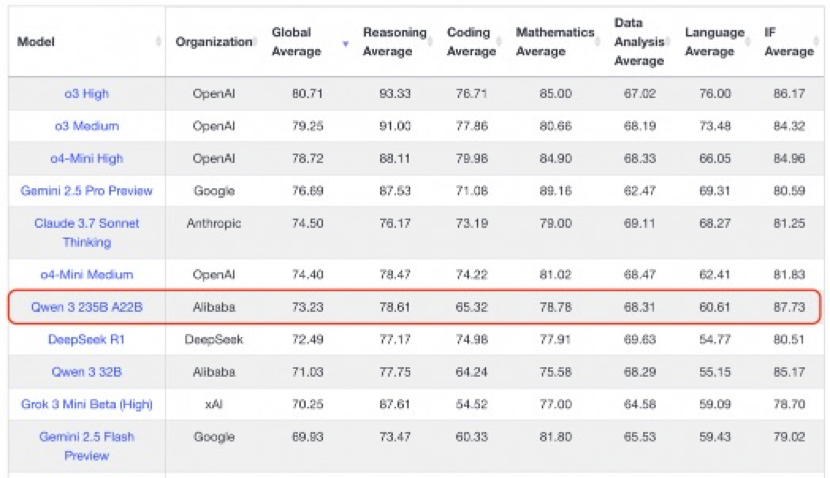 Model Organization Global Average Reasoning Average Coding Average Mathematics Average Data Analysis Average Language Average IF Average
o3 High OpenAI 80.71 93.33 76.71 85.00 67.02 76.00 86.17
o3 Medium OpenAI 79.25 91.00 77.86 80.66 68.19 73.48 84.32
o4-Mini High OpenAI 78.72 88.11 79.98 84.90 68.33 66.05 84.96
Gemini 2.5 Pro Preview Google 76.69 87.53 71.08 89.16 62.47 69.31 80.59
Claude 3.7 Sonnet Thinking Anthropic 74.50 76.17 73.19 79.00 69.11 68.27 81.25
o4-Mini Medium OpenAI 74.40 78.47 74.22 81.02 68.47 62.41 81.83
Qwen 3 235B A22B Alibaba 73.23 78.61 65.32 78.78 68.31 60.61 87.73
DeepSeek R1 DeepSeek 72.49 77.17 74.98 77.91 69.63 54.77 80.51
Qwen 3 32B Alibaba 71.03 77.75 64.24 75.58 68.29 55.15 85.17
Grok 3 Mini Beta (High) xAI 70.25 87.61 54.52 77.00 64.58 59.09 78.70
Gemini 2.5 Flash Preview Google 69.93 73.47 60.33 81.80 65.53 59.43 79.02